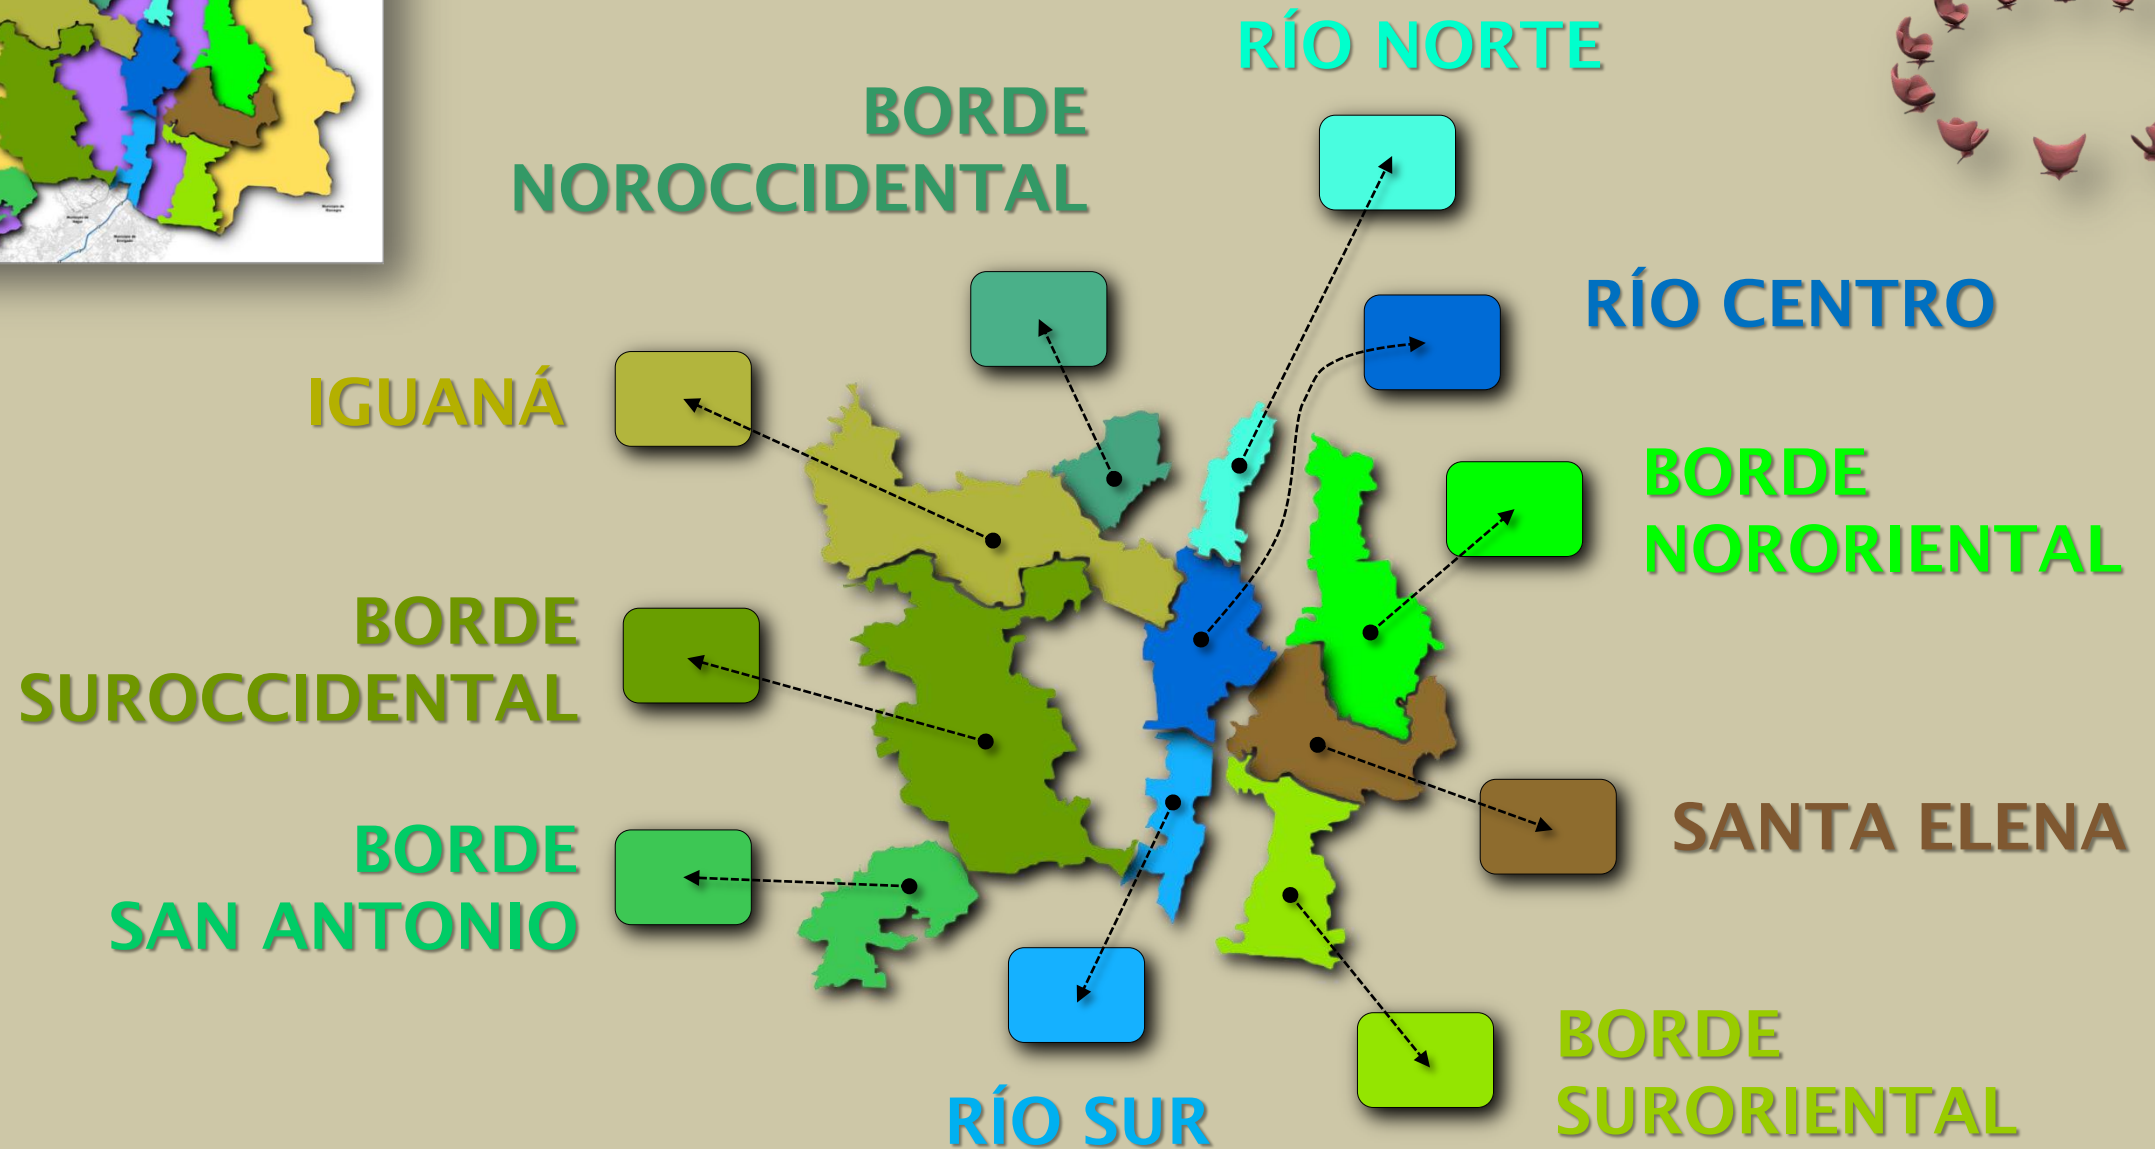 RÍO NORTE
BORDE
NOROCCIDENTAL
RÍO CENTRO
IGUANÁ
BORDE
NORORIENTAL
BORDE
SUROCCIDENTAL
SANTA ELENA
BORDE
SAN ANTONIO
BORDE
SURORIENTAL
RÍO SUR